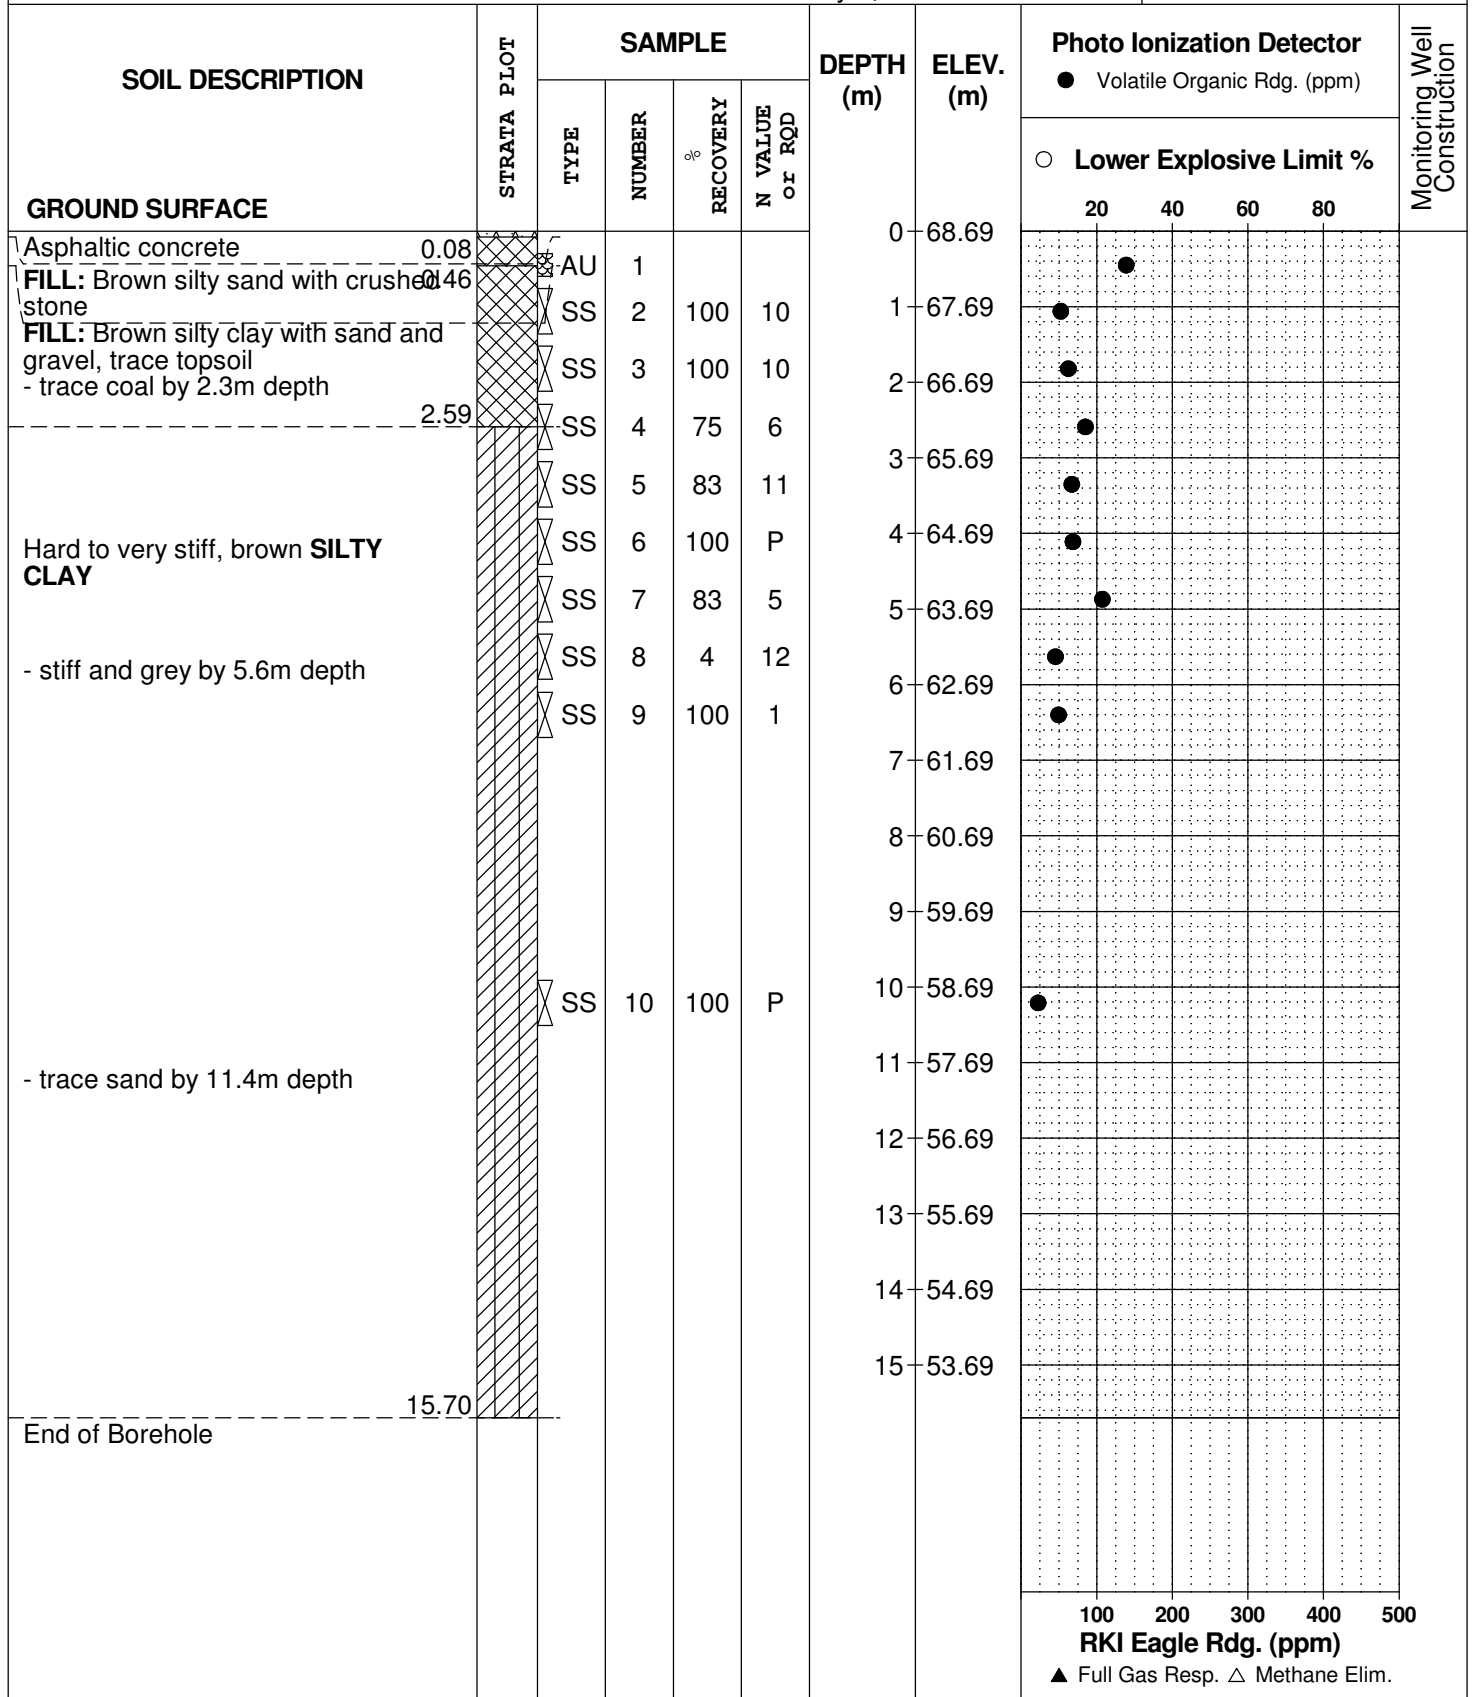 SOIL DESCRIPTION
GROUND SURFACE
STRATA PLOT
SAMPLE
TYPE
NUMBER
% RECOVERY
N VALUE or RQD
DEPTH (m)
ELEV. (m)
Photo Ionization Detector
● Volatile Organic Rdg. (ppm)
○ Lower Explosive Limit %
20 40 60 80
Monitoring Well Construction
0 68.69
Asphaltic concrete 0.08
AU 1
FILL: Brown silty sand with crushed 0.46
stone
SS 2 100 10
1 67.69
FILL: Brown silty clay with sand and
gravel, trace topsoil
SS 3 100 10
- trace coal by 2.3m depth
2 66.69
2.59
SS 4 75 6
3 65.69
SS 5 83 11
4 64.69
Hard to very stiff, brown SILTY
CLAY
SS 6 100 P
SS 7 83 5
5 63.69
SS 8 4 12
- stiff and grey by 5.6m depth
6 62.69
SS 9 100 1
7 61.69
8 60.69
9 59.69
10 58.69
SS 10 100 P
11 57.69
- trace sand by 11.4m depth
12 56.69
13 55.69
14 54.69
15 53.69
15.70
End of Borehole
100 200 300 400 500
RKI Eagle Rdg. (ppm)
▲ Full Gas Resp. △ Methane Elim.